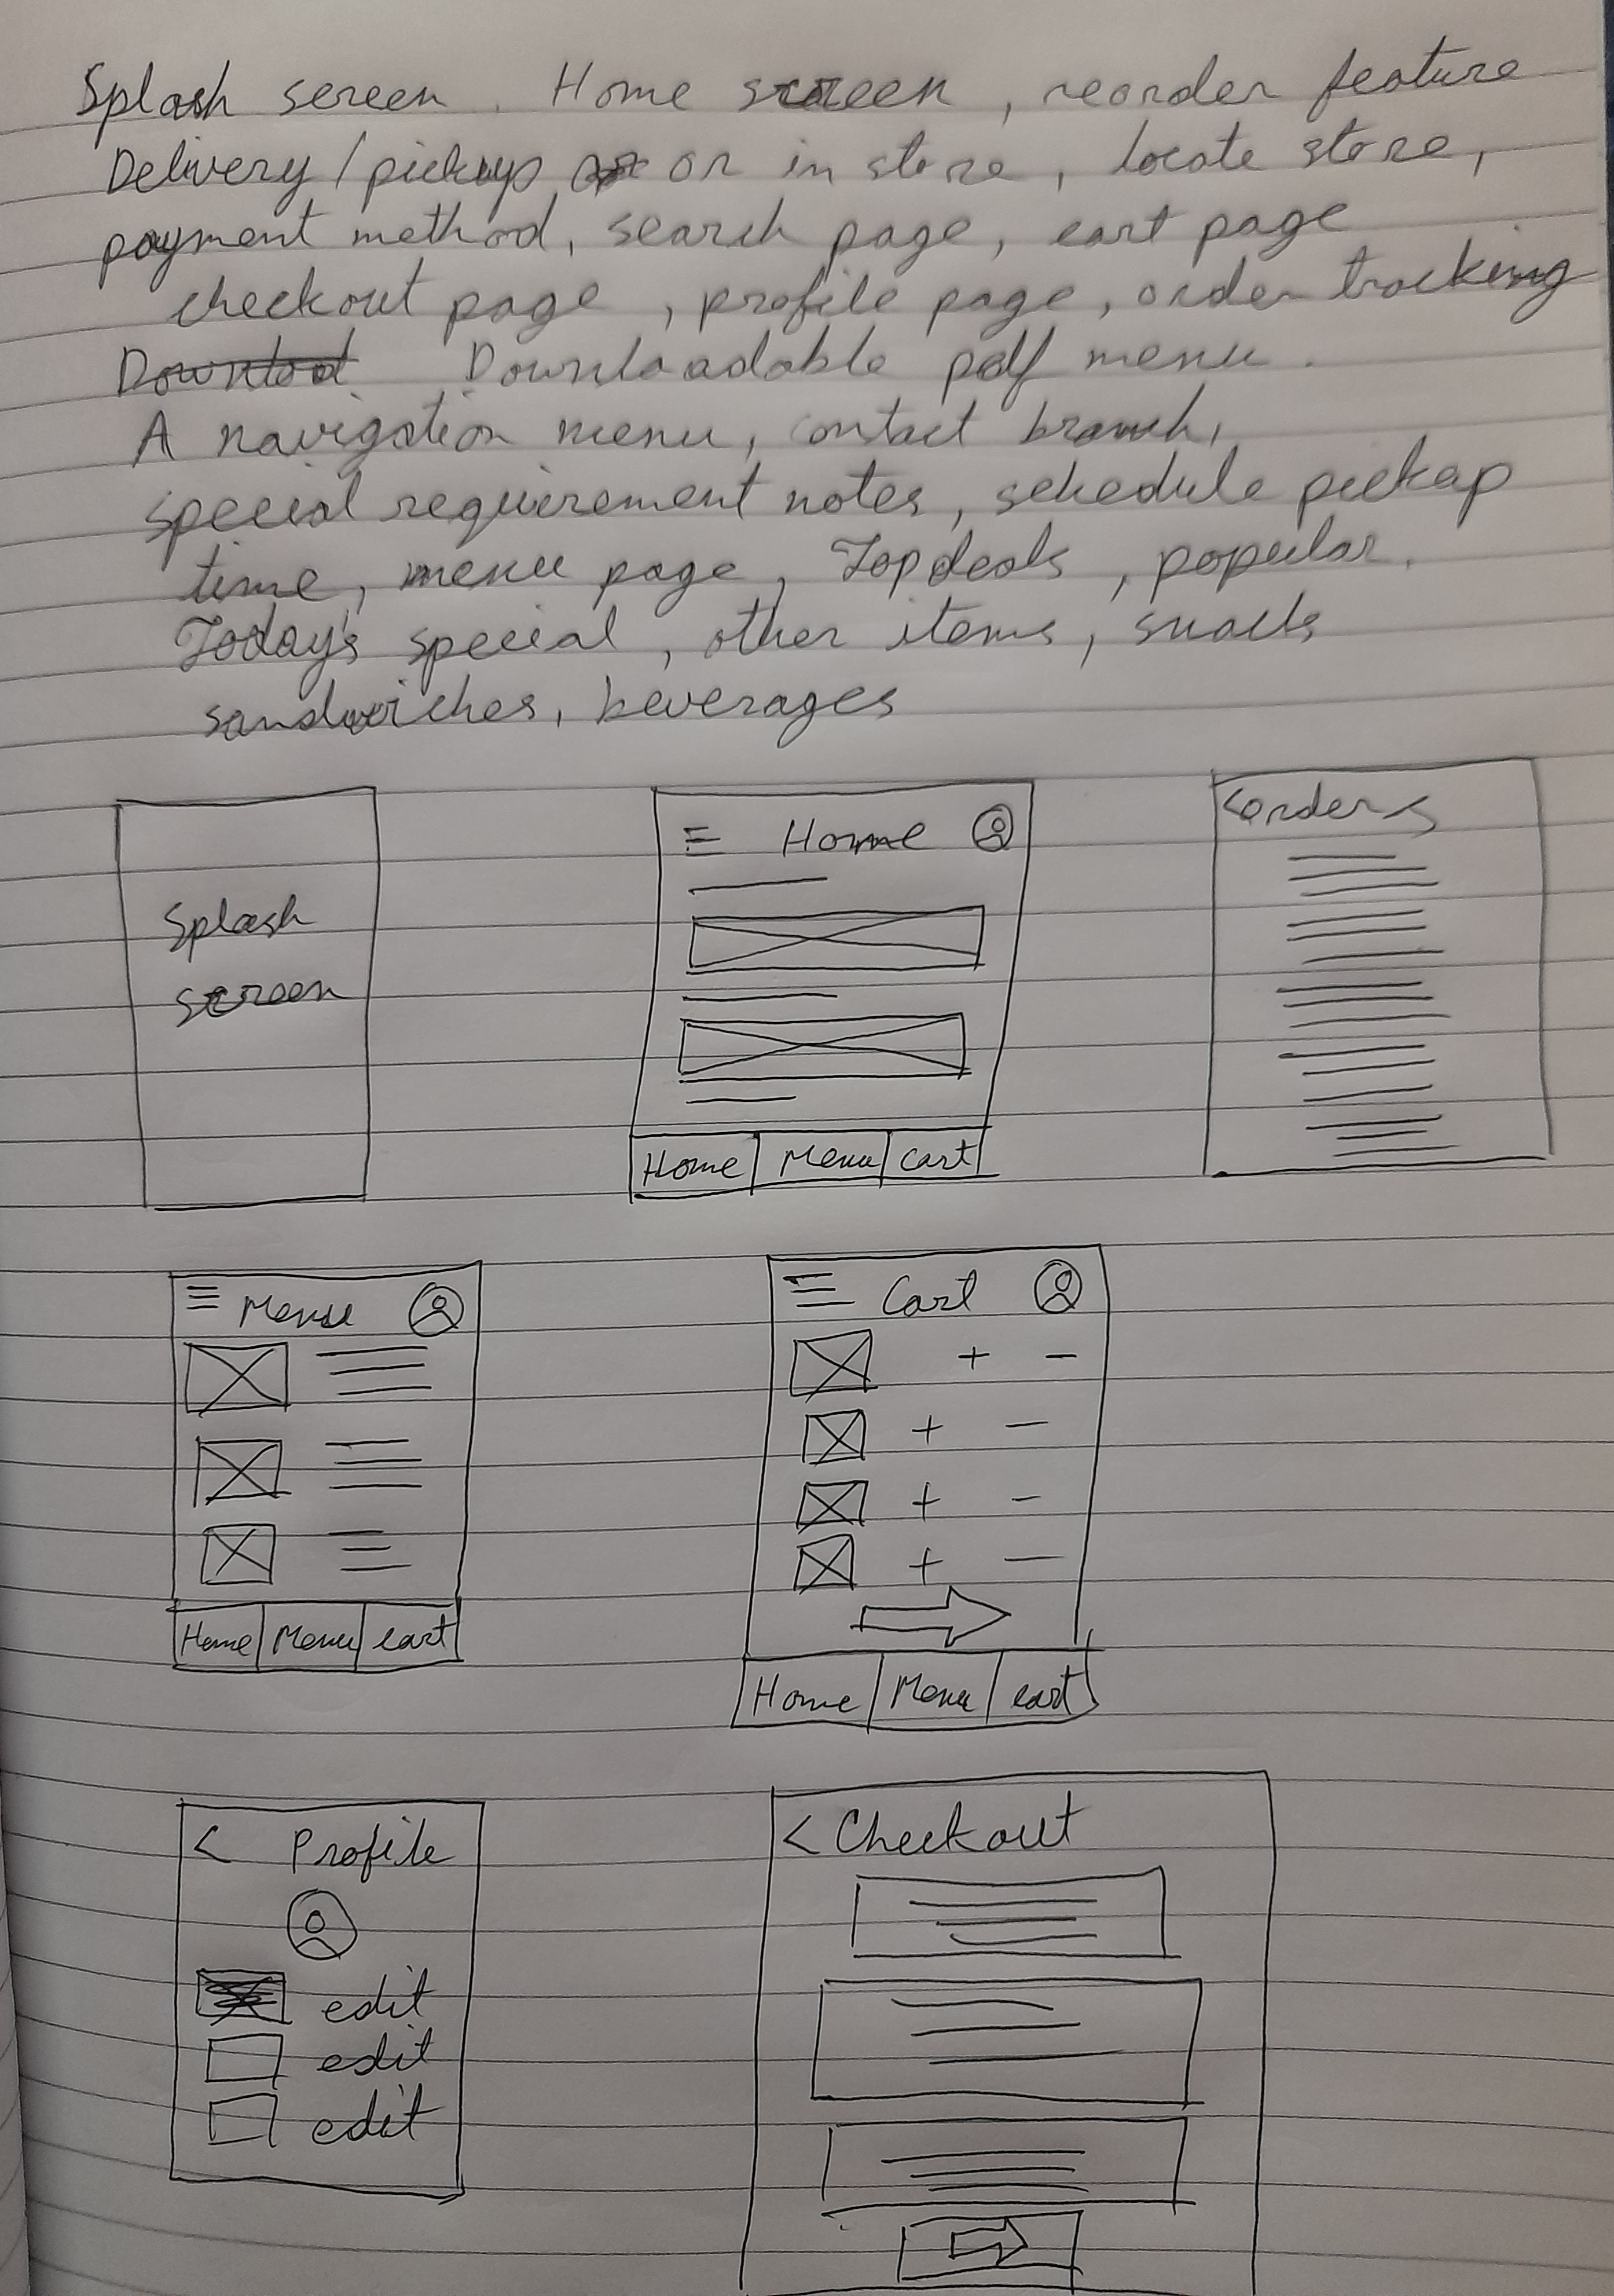 Splash screen. Home screen, reorder feature
Delivery/pickup or in store, locate store,
payment method, search page, cart page
checkout page, profile page, order tracking
Downlod Downloadable pdf menu.
A navigation menu, contact branch,
special requirement notes, schedule pickup
time, menu page, Top deals, popular.
Today's special, other items, snacks
sandwiches, beverages
Splash
screen
Home
Home Menu Cart
<orders
Menu
Home Menu cart
Cart
+ -
+ -
+ -
+ -
Home Menu cart
< Profile
edit
edit
edit
< Checkout